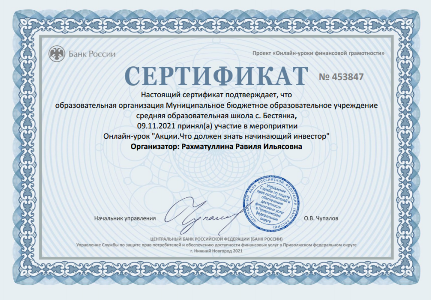 Банк России
Проект «Онлайн-уроки финансовой грамотности»
СЕРТИФИКАТ № 453847
Настоящий сертификат подтверждает, что
образовательная организация Муниципальное бюджетное образовательное учреждение
средняя образовательная школа с. Бестянка,
09.11.2021 принял(а) участие в мероприятии
Онлайн-урок "Акции.Что должен знать начинающий инвестор"
Организатор: Рахматуллина Равиля Ильясовна
Начальник управления
О.В. Чупалов
ЦЕНТРАЛЬНЫЙ БАНК РОССИЙСКОЙ ФЕДЕРАЦИИ (БАНК РОССИИ)
Управление Службы по защите прав потребителей и обеспечению доступности финансовых услуг в Приволжском федеральном округе
г. Нижний Новгород 2021